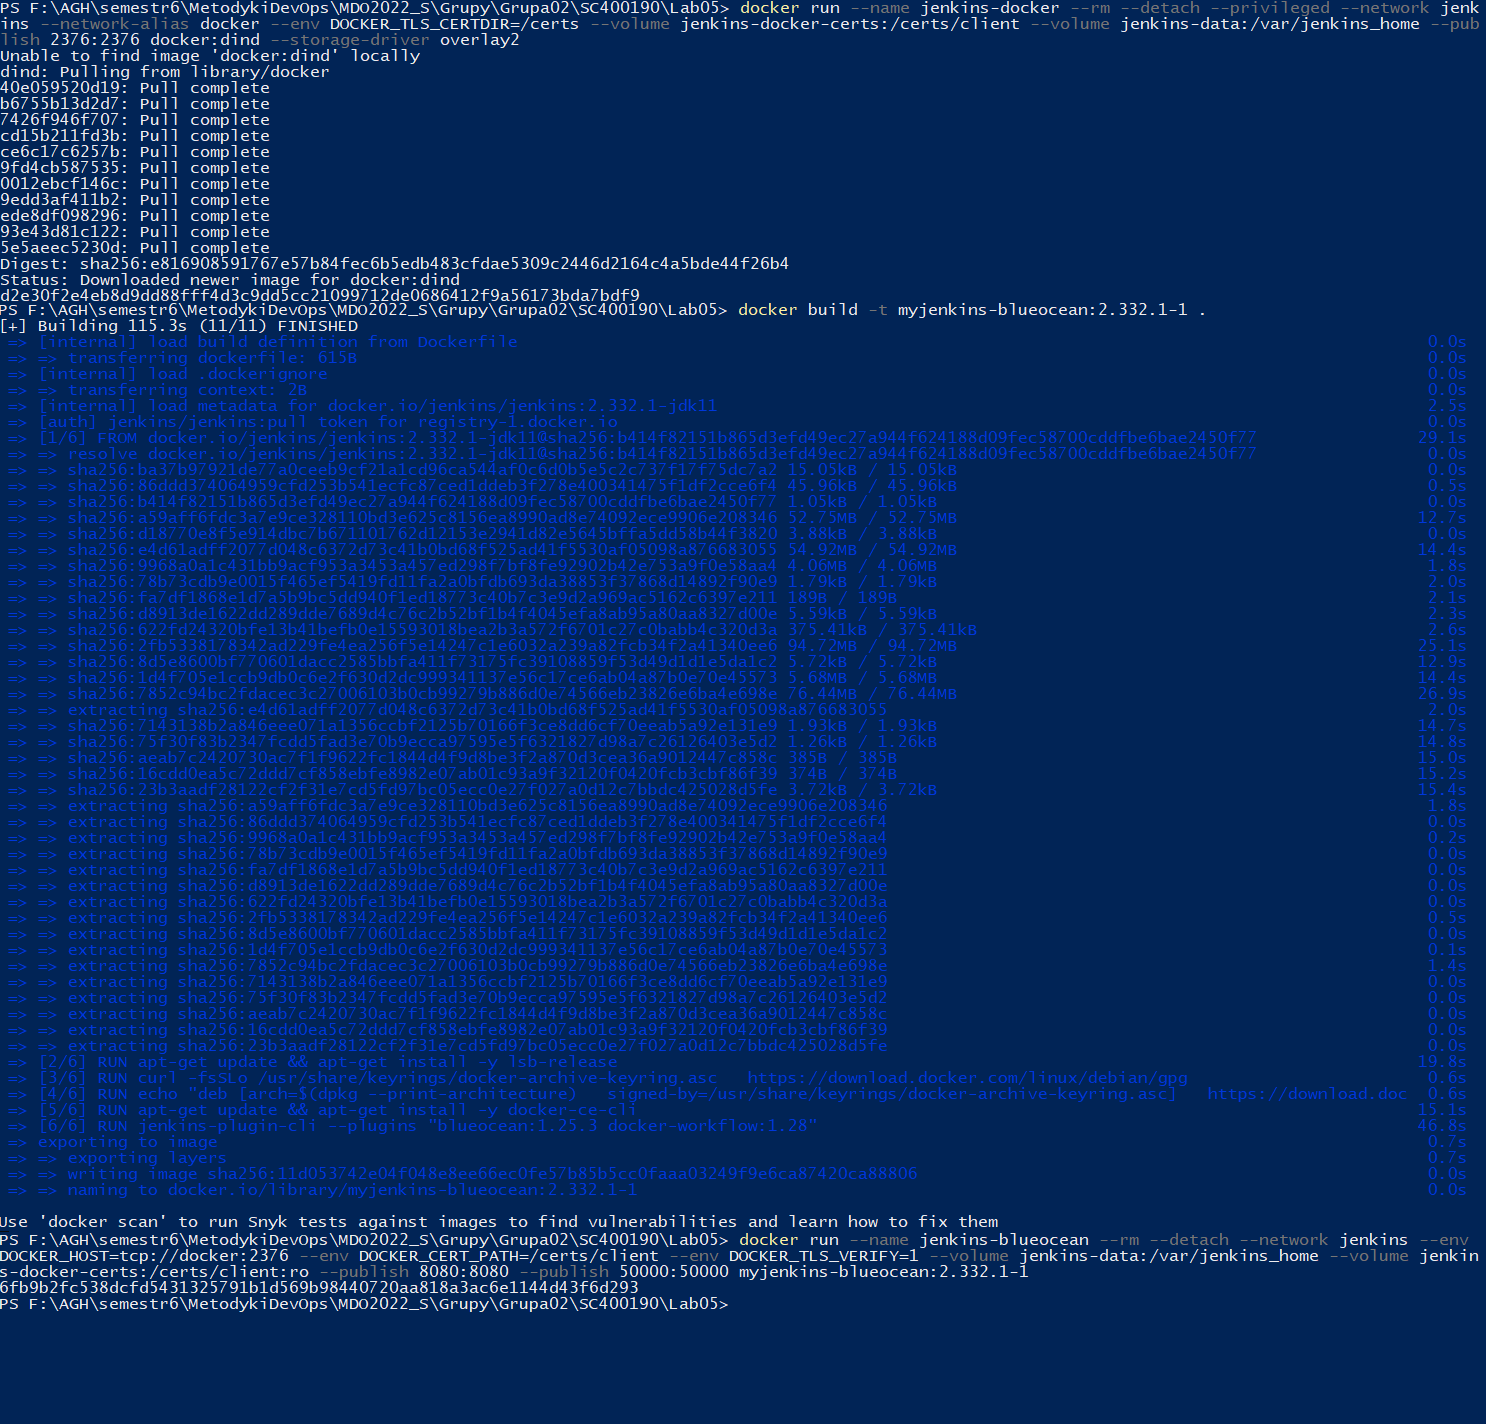 PS F:\AGH\semestr6\MetodykiDevOps\MDO2022_S\Grupy\Grupa02\SC400190\Lab05> docker run --name jenkins-docker --rm --detach --privileged --network jenk
ins --network-alias docker --env DOCKER_TLS_CERTDIR=/certs --volume jenkins-docker-certs:/certs/client --volume jenkins-data:/var/jenkins_home --pub
lish 2376:2376 docker:dind --storage-driver overlay2
Unable to find image 'docker:dind' locally
dind: Pulling from library/docker
40e059520d19: Pull complete
b6755b13d2d7: Pull complete
7426f946f707: Pull complete
cd15b211fd3b: Pull complete
ce6c17c6257b: Pull complete
9fd4cb587535: Pull complete
0012ebcf146c: Pull complete
9edd3af411b2: Pull complete
ede8df098296: Pull complete
93e43d81c122: Pull complete
5e5aeec5230d: Pull complete
Digest: sha256:e816908591767e57b84fec6b5edb483cfdae5309c2446d2164c4a5bde44f26b4
Status: Downloaded newer image for docker:dind
d2e30f2e4eb8d9dd88fff4d3c9dd5cc21099712de0686412f9a56173bda7bdf9
PS F:\AGH\semestr6\MetodykiDevOps\MDO2022_S\Grupy\Grupa02\SC400190\Lab05> docker build -t myjenkins-blueocean:2.332.1-1 .
[+] Building 115.3s (11/11) FINISHED
=> [internal] load build definition from Dockerfile 0.0s
=> => transferring dockerfile: 615B 0.0s
=> [internal] load .dockerignore 0.0s
=> => transferring context: 2B 0.0s
=> [internal] load metadata for docker.io/jenkins/jenkins:2.332.1-jdk11 2.5s
=> [auth] jenkins/jenkins:pull token for registry-1.docker.io 0.0s
=> [1/6] FROM docker.io/jenkins/jenkins:2.332.1-jdk11@sha256:b414f82151b865d3efd49ec27a944f624188d09fec58700cddfbe6bae2450f77 29.1s
=> => resolve docker.io/jenkins/jenkins:2.332.1-jdk11@sha256:b414f82151b865d3efd49ec27a944f624188d09fec58700cddfbe6bae2450f77 0.0s
=> => sha256:ba37b97921de77a0ceeb9cf21a1cd96ca544af0c6d0b5e5c2c737f17f75dc7a2 15.05kB / 15.05kB 0.0s
=> => sha256:86ddd374064959cfd253b541ecfc87ced1ddeb3f278e400341475f1df2cce6f4 45.96kB / 45.96kB 0.5s
=> => sha256:b414f82151b865d3efd49ec27a944f624188d09fec58700cddfbe6bae2450f77 1.05kB / 1.05kB 0.0s
=> => sha256:a59aff6fdc3a7e9ce328110bd3e625c8156ea8990ad8e74092ece9906e208346 52.75MB / 52.75MB 12.7s
=> => sha256:d18770e8f5e914dbc7b671101762d12153e2941d82e5645bffa5dd58b44f3820 3.88kB / 3.88kB 0.0s
=> => sha256:e4d61adff2077d048c6372d73c41b0bd68f525ad41f5530af05098a876683055 54.92MB / 54.92MB 14.4s
=> => sha256:9968a0a1c431bb9acf953a3453a457ed298f7bf8fe92902b42e753a9f0e58aa4 4.06MB / 4.06MB 1.8s
=> => sha256:78b73cdb9e0015f465ef5419fd11fa2a0bfdb693da38853f37868d14892f90e9 1.79kB / 1.79kB 2.0s
=> => sha256:fa7df1868e1d7a5b9bc5dd940f1ed18773c40b7c3e9d2a969ac5162c6397e211 189B / 189B 2.1s
=> => sha256:d8913de1622dd289dde7689d4c76c2b52bf1b4f4045efa8ab95a80aa8327d00e 5.59kB / 5.59kB 2.3s
=> => sha256:622fd24320bfe13b41befb0e15593018bea2b3a572f6701c27c0babb4c320d3a 375.41kB / 375.41kB 2.6s
=> => sha256:2fb5338178342ad229fe4ea256f5e14247c1e6032a239a82fcb34f2a41340ee6 94.72MB / 94.72MB 25.1s
=> => sha256:8d5e8600bf770601dacc2585bbfa411f73175fc39108859f53d49d1d1e5da1c2 5.72kB / 5.72kB 12.9s
=> => sha256:1d4f705e1ccb9db0c6e2f630d2dc999341137e56c17ce6ab04a87b0e70e45573 5.68MB / 5.68MB 14.4s
=> => sha256:7852c94bc2fdacec3c27006103b0cb99279b886d0e74566eb23826e6ba4e698e 76.44MB / 76.44MB 26.9s
=> => extracting sha256:e4d61adff2077d048c6372d73c41b0bd68f525ad41f5530af05098a876683055 2.0s
=> => sha256:7143138b2a846eee071a1356ccbf2125b70166f3ce8dd6cf70eeab5a92e131e9 1.93kB / 1.93kB 14.7s
=> => sha256:75f30f83b2347fcdd5fad3e70b9ecca97595e5f6321827d98a7c26126403e5d2 1.26kB / 1.26kB 14.8s
=> => sha256:aeab7c2420730ac7f1f9622fc1844d4f9d8be3f2a870d3cea36a9012447c858c 385B / 385B 15.0s
=> => sha256:16cdd0ea5c72ddd7cf858ebfe8982e07ab01c93a9f32120f0420fcb3cbf86f39 374B / 374B 15.2s
=> => sha256:23b3aadf28122cf2f31e7cd5fd97bc05ecc0e27f027a0d12c7bbdc425028d5fe 3.72kB / 3.72kB 15.4s
=> => extracting sha256:a59aff6fdc3a7e9ce328110bd3e625c8156ea8990ad8e74092ece9906e208346 1.8s
=> => extracting sha256:86ddd374064959cfd253b541ecfc87ced1ddeb3f278e400341475f1df2cce6f4 0.0s
=> => extracting sha256:9968a0a1c431bb9acf953a3453a457ed298f7bf8fe92902b42e753a9f0e58aa4 0.2s
=> => extracting sha256:78b73cdb9e0015f465ef5419fd11fa2a0bfdb693da38853f37868d14892f90e9 0.0s
=> => extracting sha256:fa7df1868e1d7a5b9bc5dd940f1ed18773c40b7c3e9d2a969ac5162c6397e211 0.0s
=> => extracting sha256:d8913de1622dd289dde7689d4c76c2b52bf1b4f4045efa8ab95a80aa8327d00e 0.0s
=> => extracting sha256:622fd24320bfe13b41befb0e15593018bea2b3a572f6701c27c0babb4c320d3a 0.0s
=> => extracting sha256:2fb5338178342ad229fe4ea256f5e14247c1e6032a239a82fcb34f2a41340ee6 0.5s
=> => extracting sha256:8d5e8600bf770601dacc2585bbfa411f73175fc39108859f53d49d1d1e5da1c2 0.0s
=> => extracting sha256:1d4f705e1ccb9db0c6e2f630d2dc999341137e56c17ce6ab04a87b0e70e45573 0.1s
=> => extracting sha256:7852c94bc2fdacec3c27006103b0cb99279b886d0e74566eb23826e6ba4e698e 1.4s
=> => extracting sha256:7143138b2a846eee071a1356ccbf2125b70166f3ce8dd6cf70eeab5a92e131e9 0.0s
=> => extracting sha256:75f30f83b2347fcdd5fad3e70b9ecca97595e5f6321827d98a7c26126403e5d2 0.0s
=> => extracting sha256:aeab7c2420730ac7f1f9622fc1844d4f9d8be3f2a870d3cea36a9012447c858c 0.0s
=> => extracting sha256:16cdd0ea5c72ddd7cf858ebfe8982e07ab01c93a9f32120f0420fcb3cbf86f39 0.0s
=> => extracting sha256:23b3aadf28122cf2f31e7cd5fd97bc05ecc0e27f027a0d12c7bbdc425028d5fe 0.0s
=> [2/6] RUN apt-get update && apt-get install -y lsb-release 19.8s
=> [3/6] RUN curl -fsSLo /usr/share/keyrings/docker-archive-keyring.asc   https://download.docker.com/linux/debian/gpg 0.6s
=> [4/6] RUN echo "deb [arch=$(dpkg --print-architecture)   signed-by=/usr/share/keyrings/docker-archive-keyring.asc]   https://download.doc 0.6s
=> [5/6] RUN apt-get update && apt-get install -y docker-ce-cli 15.1s
=> [6/6] RUN jenkins-plugin-cli --plugins "blueocean:1.25.3 docker-workflow:1.28" 46.8s
=> exporting to image 0.7s
=> => exporting layers 0.7s
=> => writing image sha256:11d053742e04f048e8ee66ec0fe57b85b5cc0faaa03249f9e6ca87420ca88806 0.0s
=> => naming to docker.io/library/myjenkins-blueocean:2.332.1-1 0.0s
Use 'docker scan' to run Snyk tests against images to find vulnerabilities and learn how to fix them
PS F:\AGH\semestr6\MetodykiDevOps\MDO2022_S\Grupy\Grupa02\SC400190\Lab05> docker run --name jenkins-blueocean --rm --detach --network jenkins --env
DOCKER_HOST=tcp://docker:2376 --env DOCKER_CERT_PATH=/certs/client --env DOCKER_TLS_VERIFY=1 --volume jenkins-data:/var/jenkins_home --volume jenkin
s-docker-certs:/certs/client:ro --publish 8080:8080 --publish 50000:50000 myjenkins-blueocean:2.332.1-1
6fb9b2fc538dcfd5431325791b1d569b98440720aa818a3ac6e1144d43f6d293
PS F:\AGH\semestr6\MetodykiDevOps\MDO2022_S\Grupy\Grupa02\SC400190\Lab05>